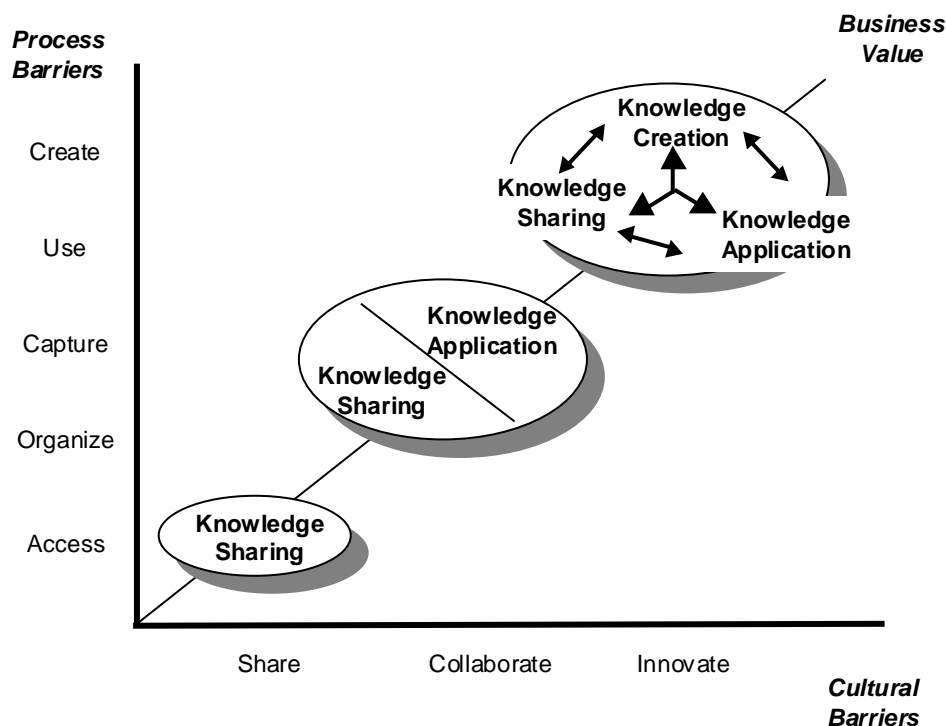 Process
Barriers
Business
Value
Create
Knowledge
Creation
Knowledge
Sharing
Knowledge
Application
Use
Capture
Knowledge
Application
Knowledge
Sharing
Organize
Access
Knowledge
Sharing
Share
Collaborate
Innovate
Cultural
Barriers